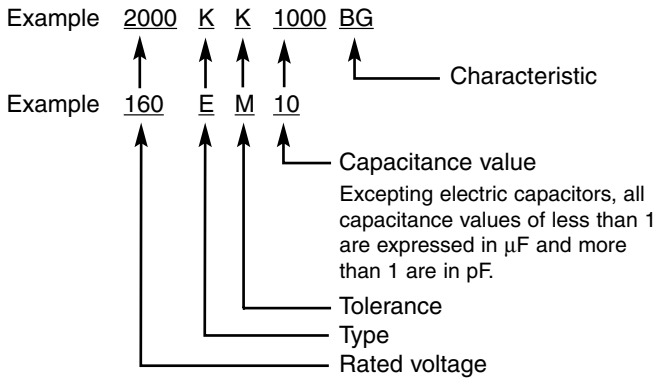 Example 2000 K K 1000 BG
Characteristic
Example 160 E M 10
Capacitance value
Excepting electric capacitors, all
capacitance values of less than 1
are expressed in μF and more
than 1 are in pF.
Tolerance
Type
Rated voltage